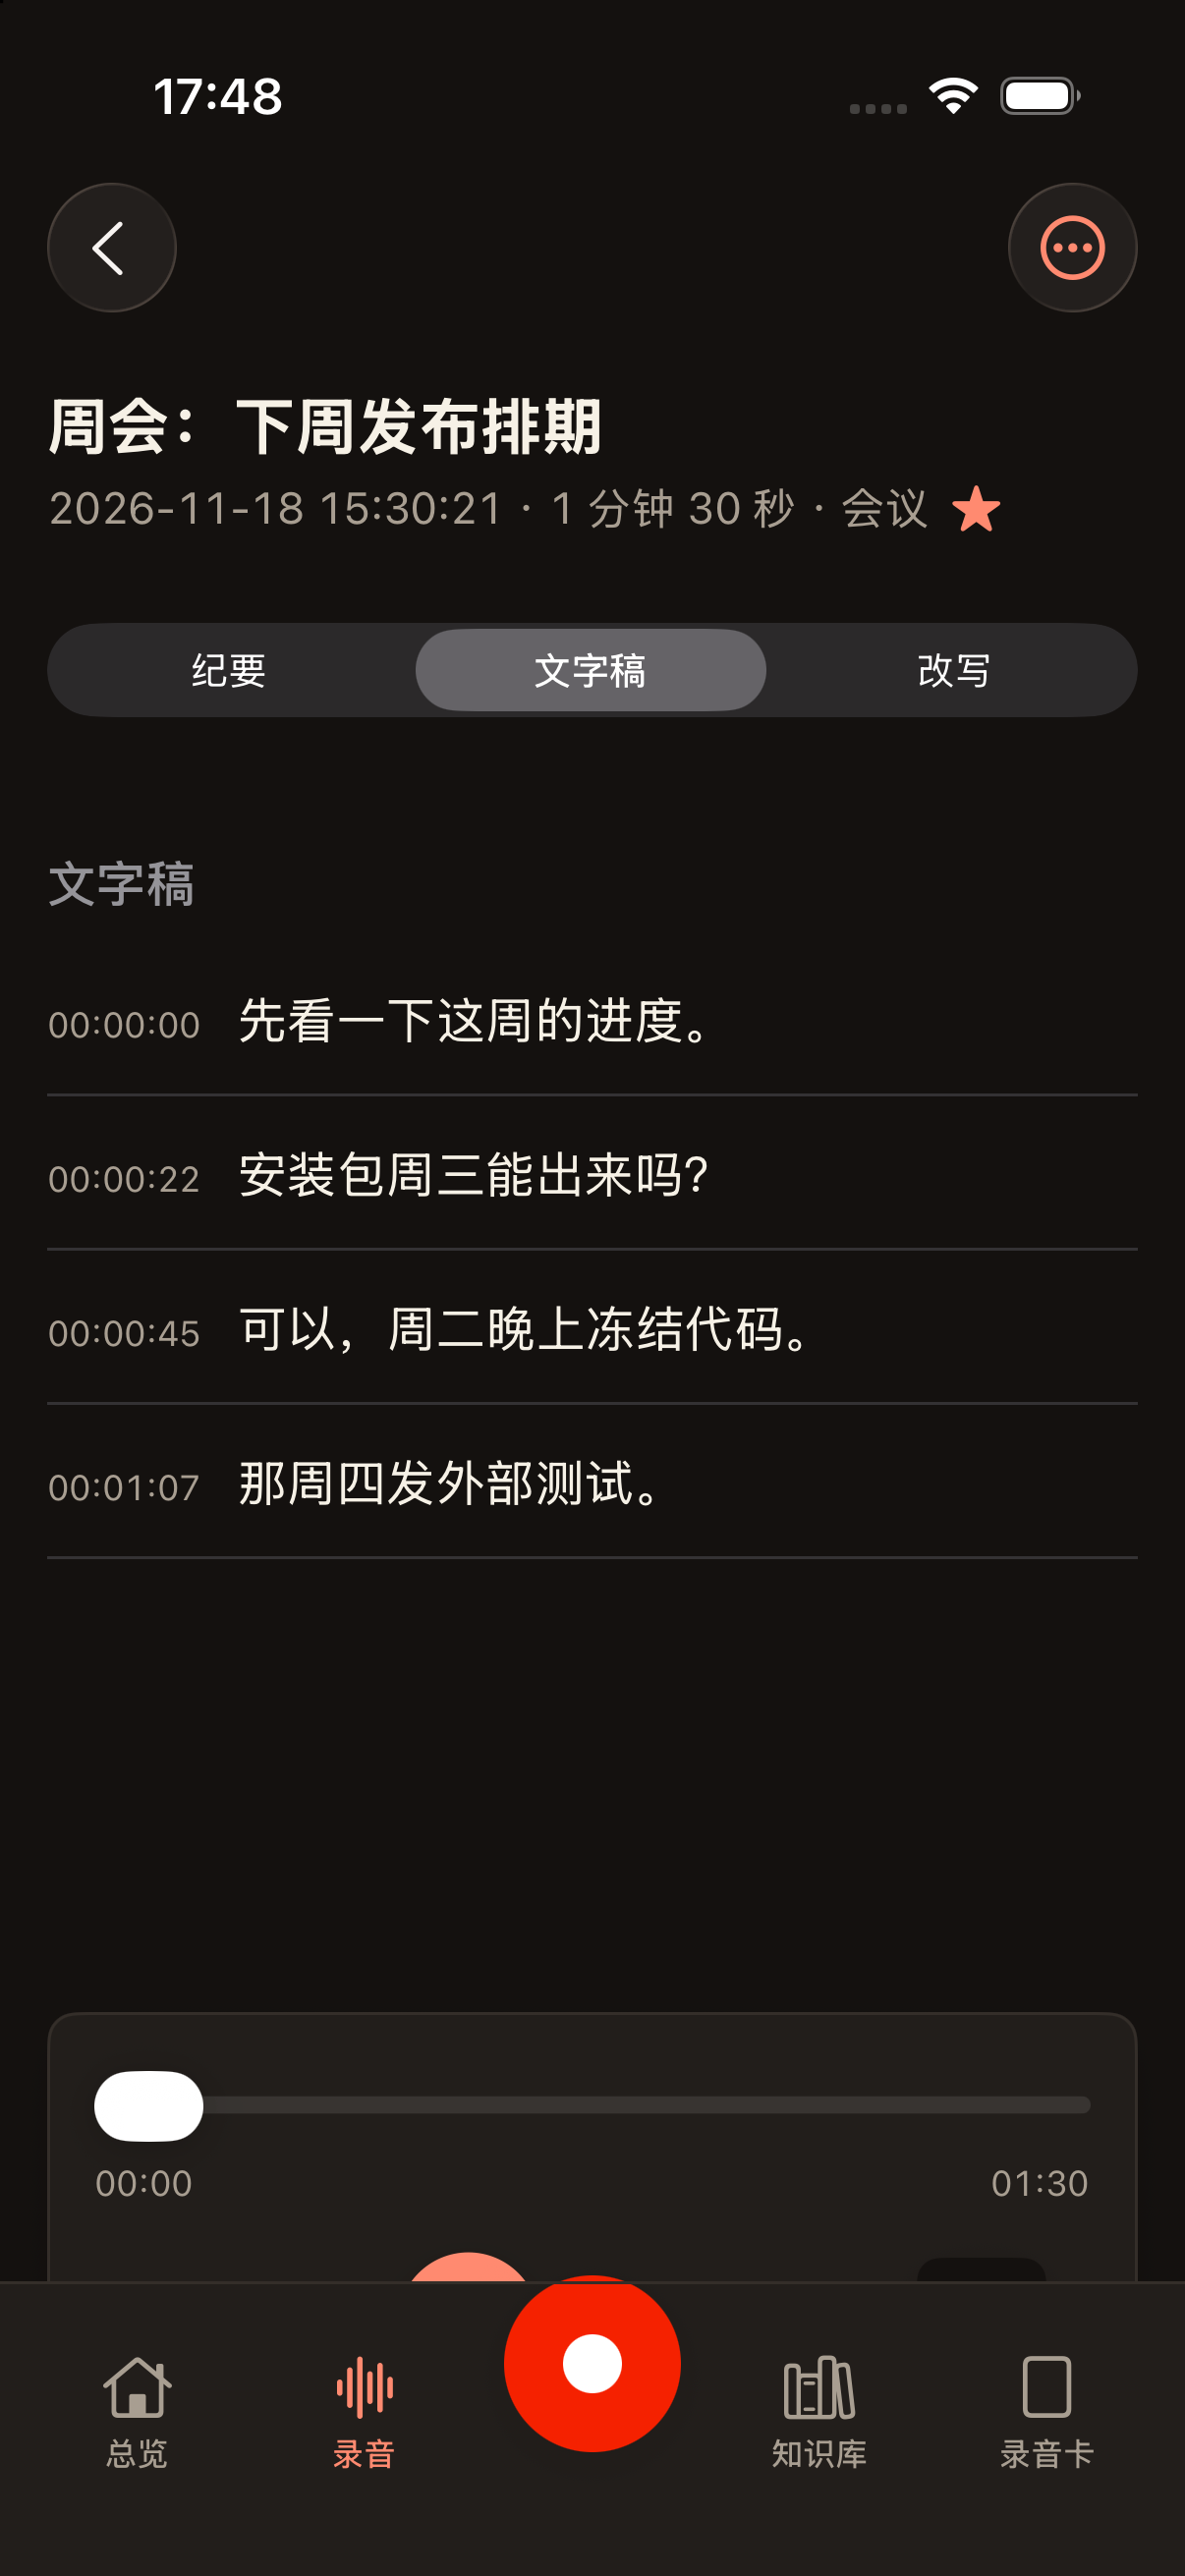 17:48
周会：下周发布排期
2026-11-18 15:30:21 · 1 分钟 30 秒 · 会议
纪要 文字稿 改写
文字稿
00:00:00 先看一下这周的进度。
00:00:22 安装包周三能出来吗？
00:00:45 可以，周二晚上冻结代码。
00:01:07 那周四发外部测试。
00:00 01:30
总览 录音 知识库 录音卡